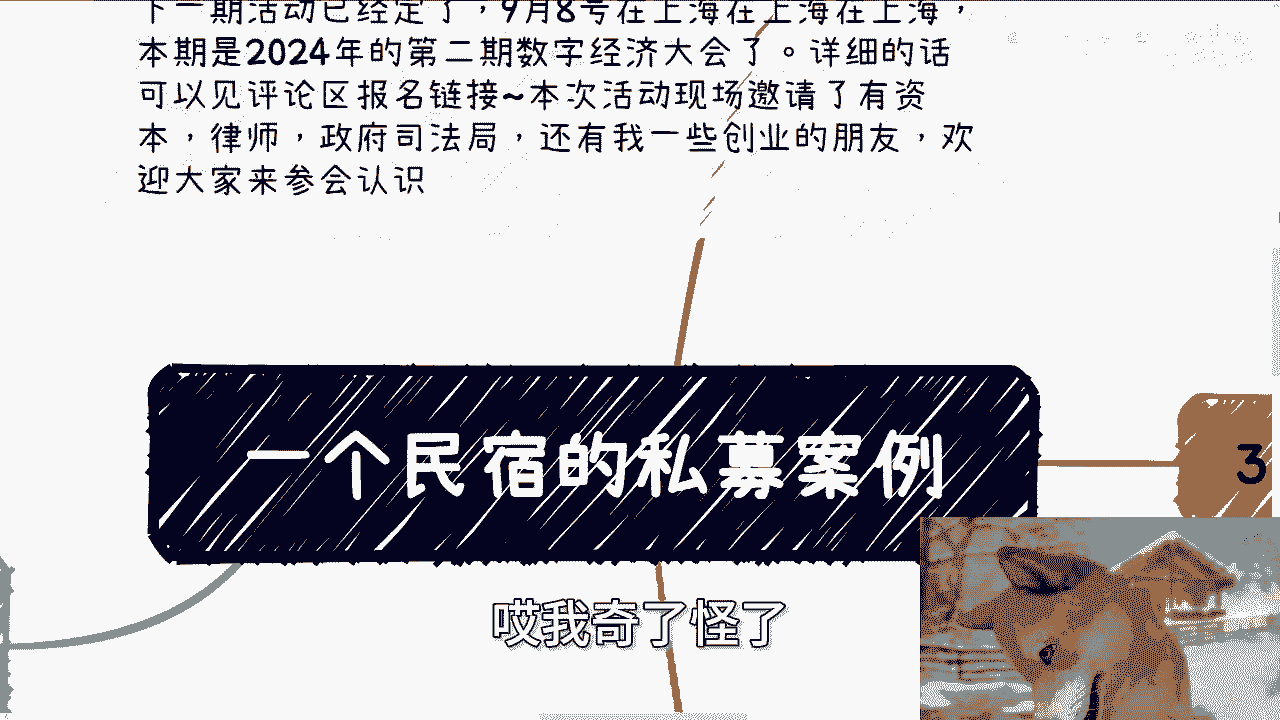 下一期活动已经定了，9月8号在上海在上海在上海，
本期是2024年的第二期数字经济大会了。详细的话
可以见评论区报名链接~本次活动现场邀请了有资
本，律师，政府司法局，还有我一些创业的朋友，欢
迎大家来参会认识
一个民宿的私募案例
3
哎我奇了怪了